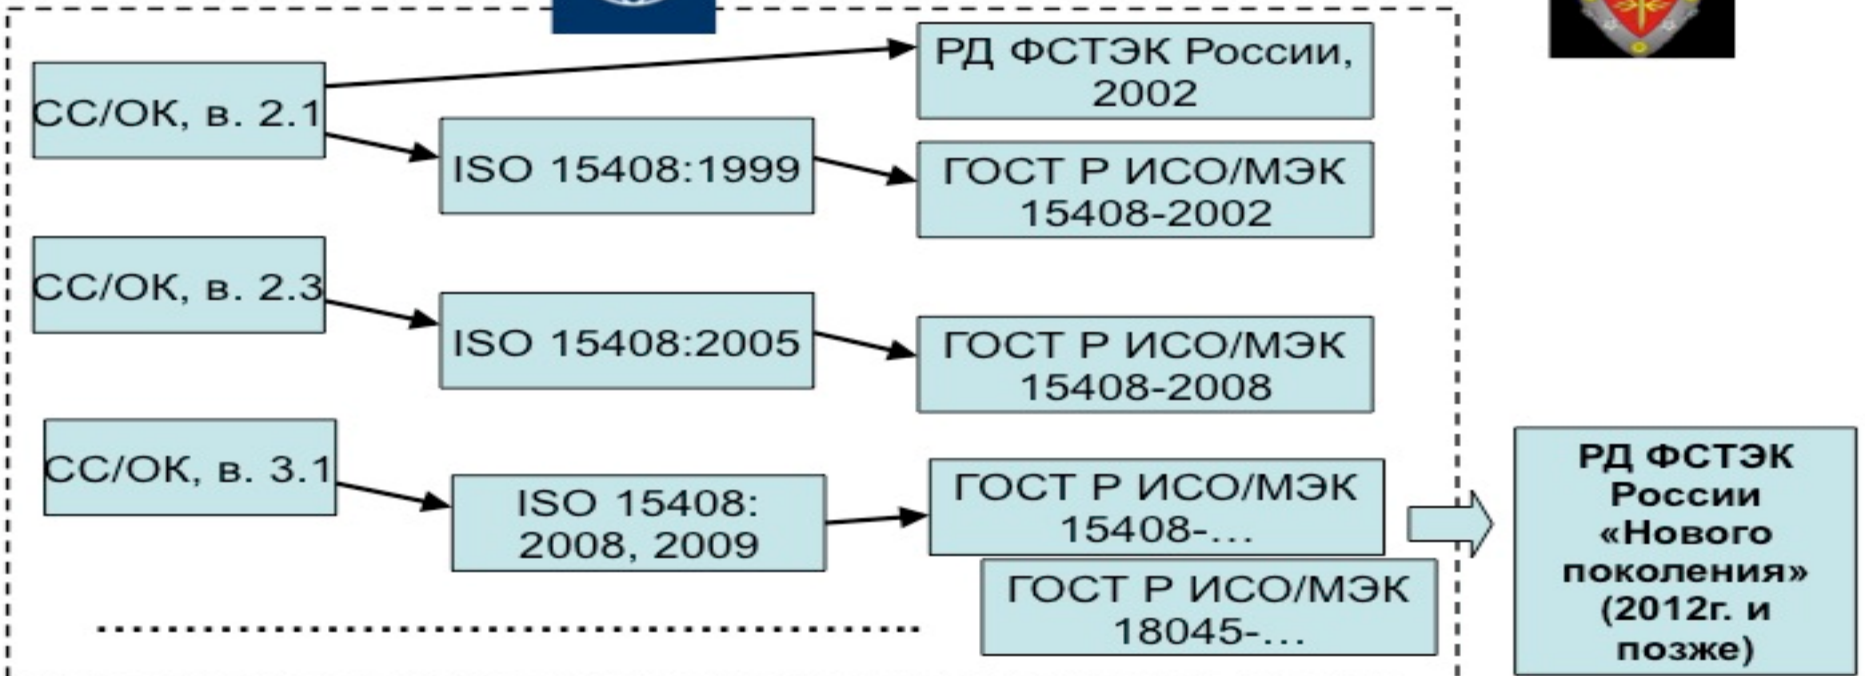 СС/ОК, в. 2.1
РД ФСТЭК России,
2002
ISO 15408:1999
ГОСТ Р ИСО/МЭК
15408-2002
СС/ОК, в. 2.3
ISO 15408:2005
ГОСТ Р ИСО/МЭК
15408-2008
СС/ОК, в. 3.1
ISO 15408:
2008, 2009
ГОСТ Р ИСО/МЭК
15408-...
ГОСТ Р ИСО/МЭК
18045-...
РД ФСТЭК
России
«Нового
поколения»
(2012г. и
позже)